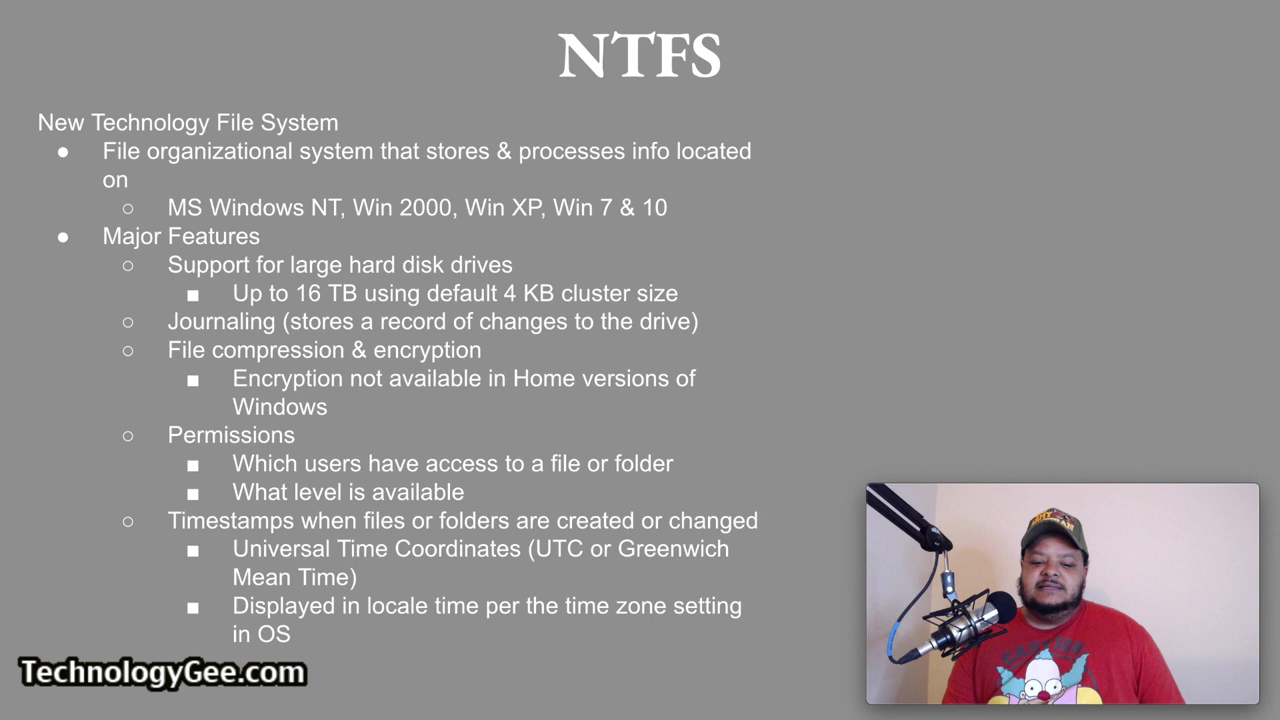 NTFS
New Technology File System
● File organizational system that stores & processes info located
on
○ MS Windows NT, Win 2000, Win XP, Win 7 & 10
● Major Features
○ Support for large hard disk drives
■ Up to 16 TB using default 4 KB cluster size
○ Journaling (stores a record of changes to the drive)
○ File compression & encryption
■ Encryption not available in Home versions of
Windows
○ Permissions
■ Which users have access to a file or folder
■ What level is available
○ Timestamps when files or folders are created or changed
■ Universal Time Coordinates (UTC or Greenwich
Mean Time)
■ Displayed in locale time per the time zone setting
in OS
TechnologyGee.com